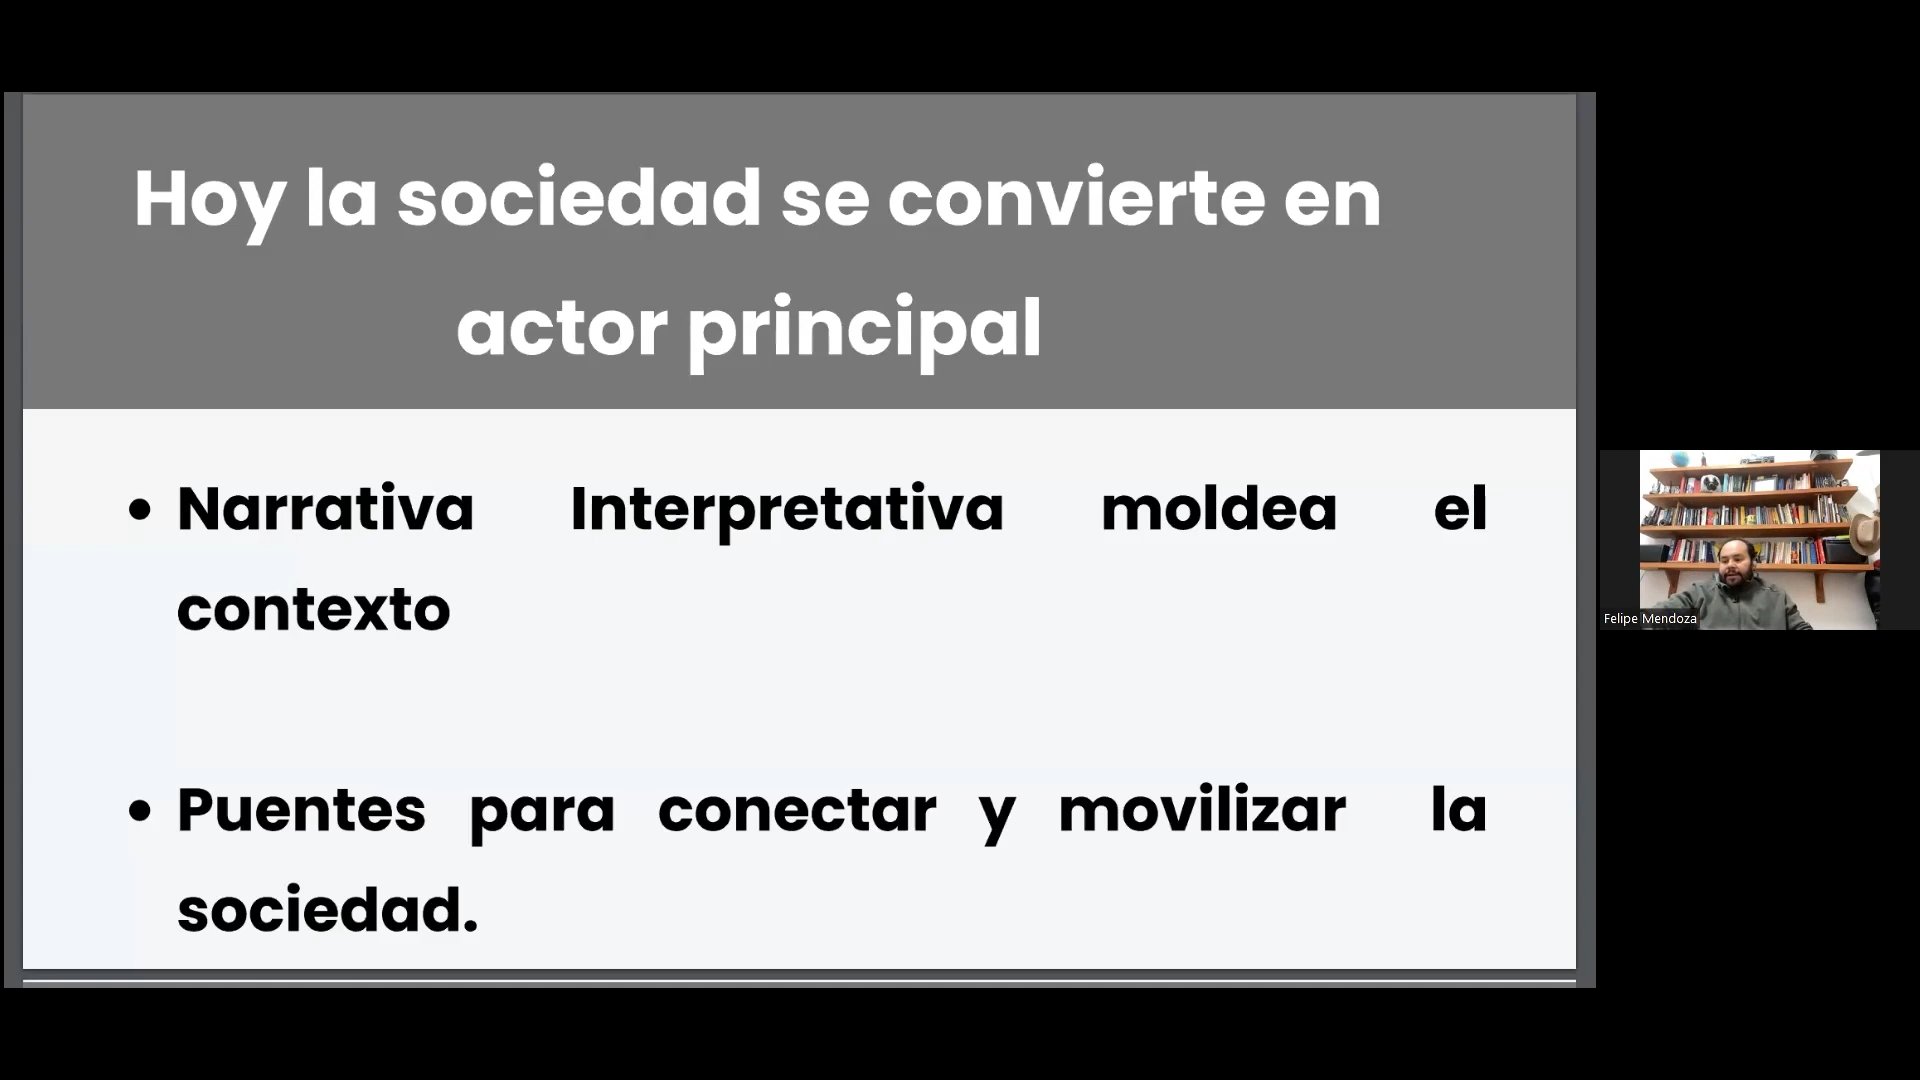 Hoy la sociedad se convierte en
actor principal
• Narrativa Interpretativa moldea el
contexto
• Puentes para conectar y movilizar la
sociedad.
Felipe Mendoza